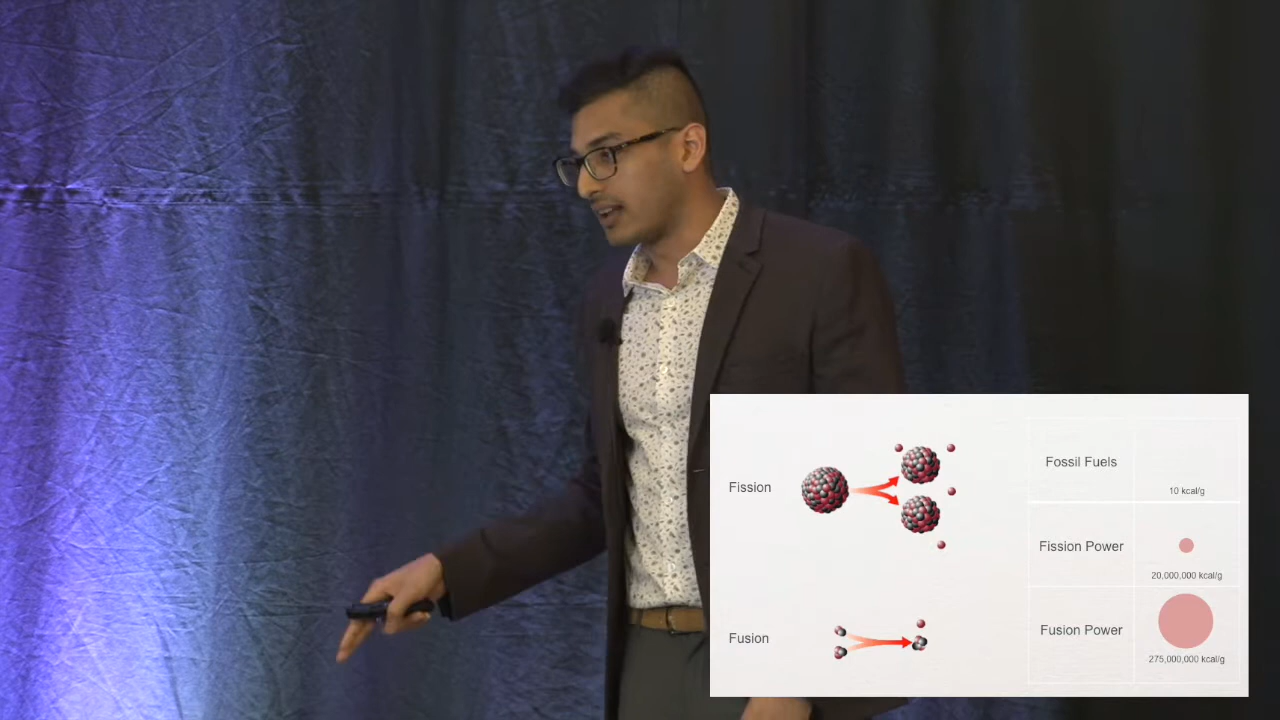 Fission
Fusion
Fossil Fuels
10 kcal/g
Fission Power
20,000,000 kcal/g
Fusion Power
275,000,000 kcal/g